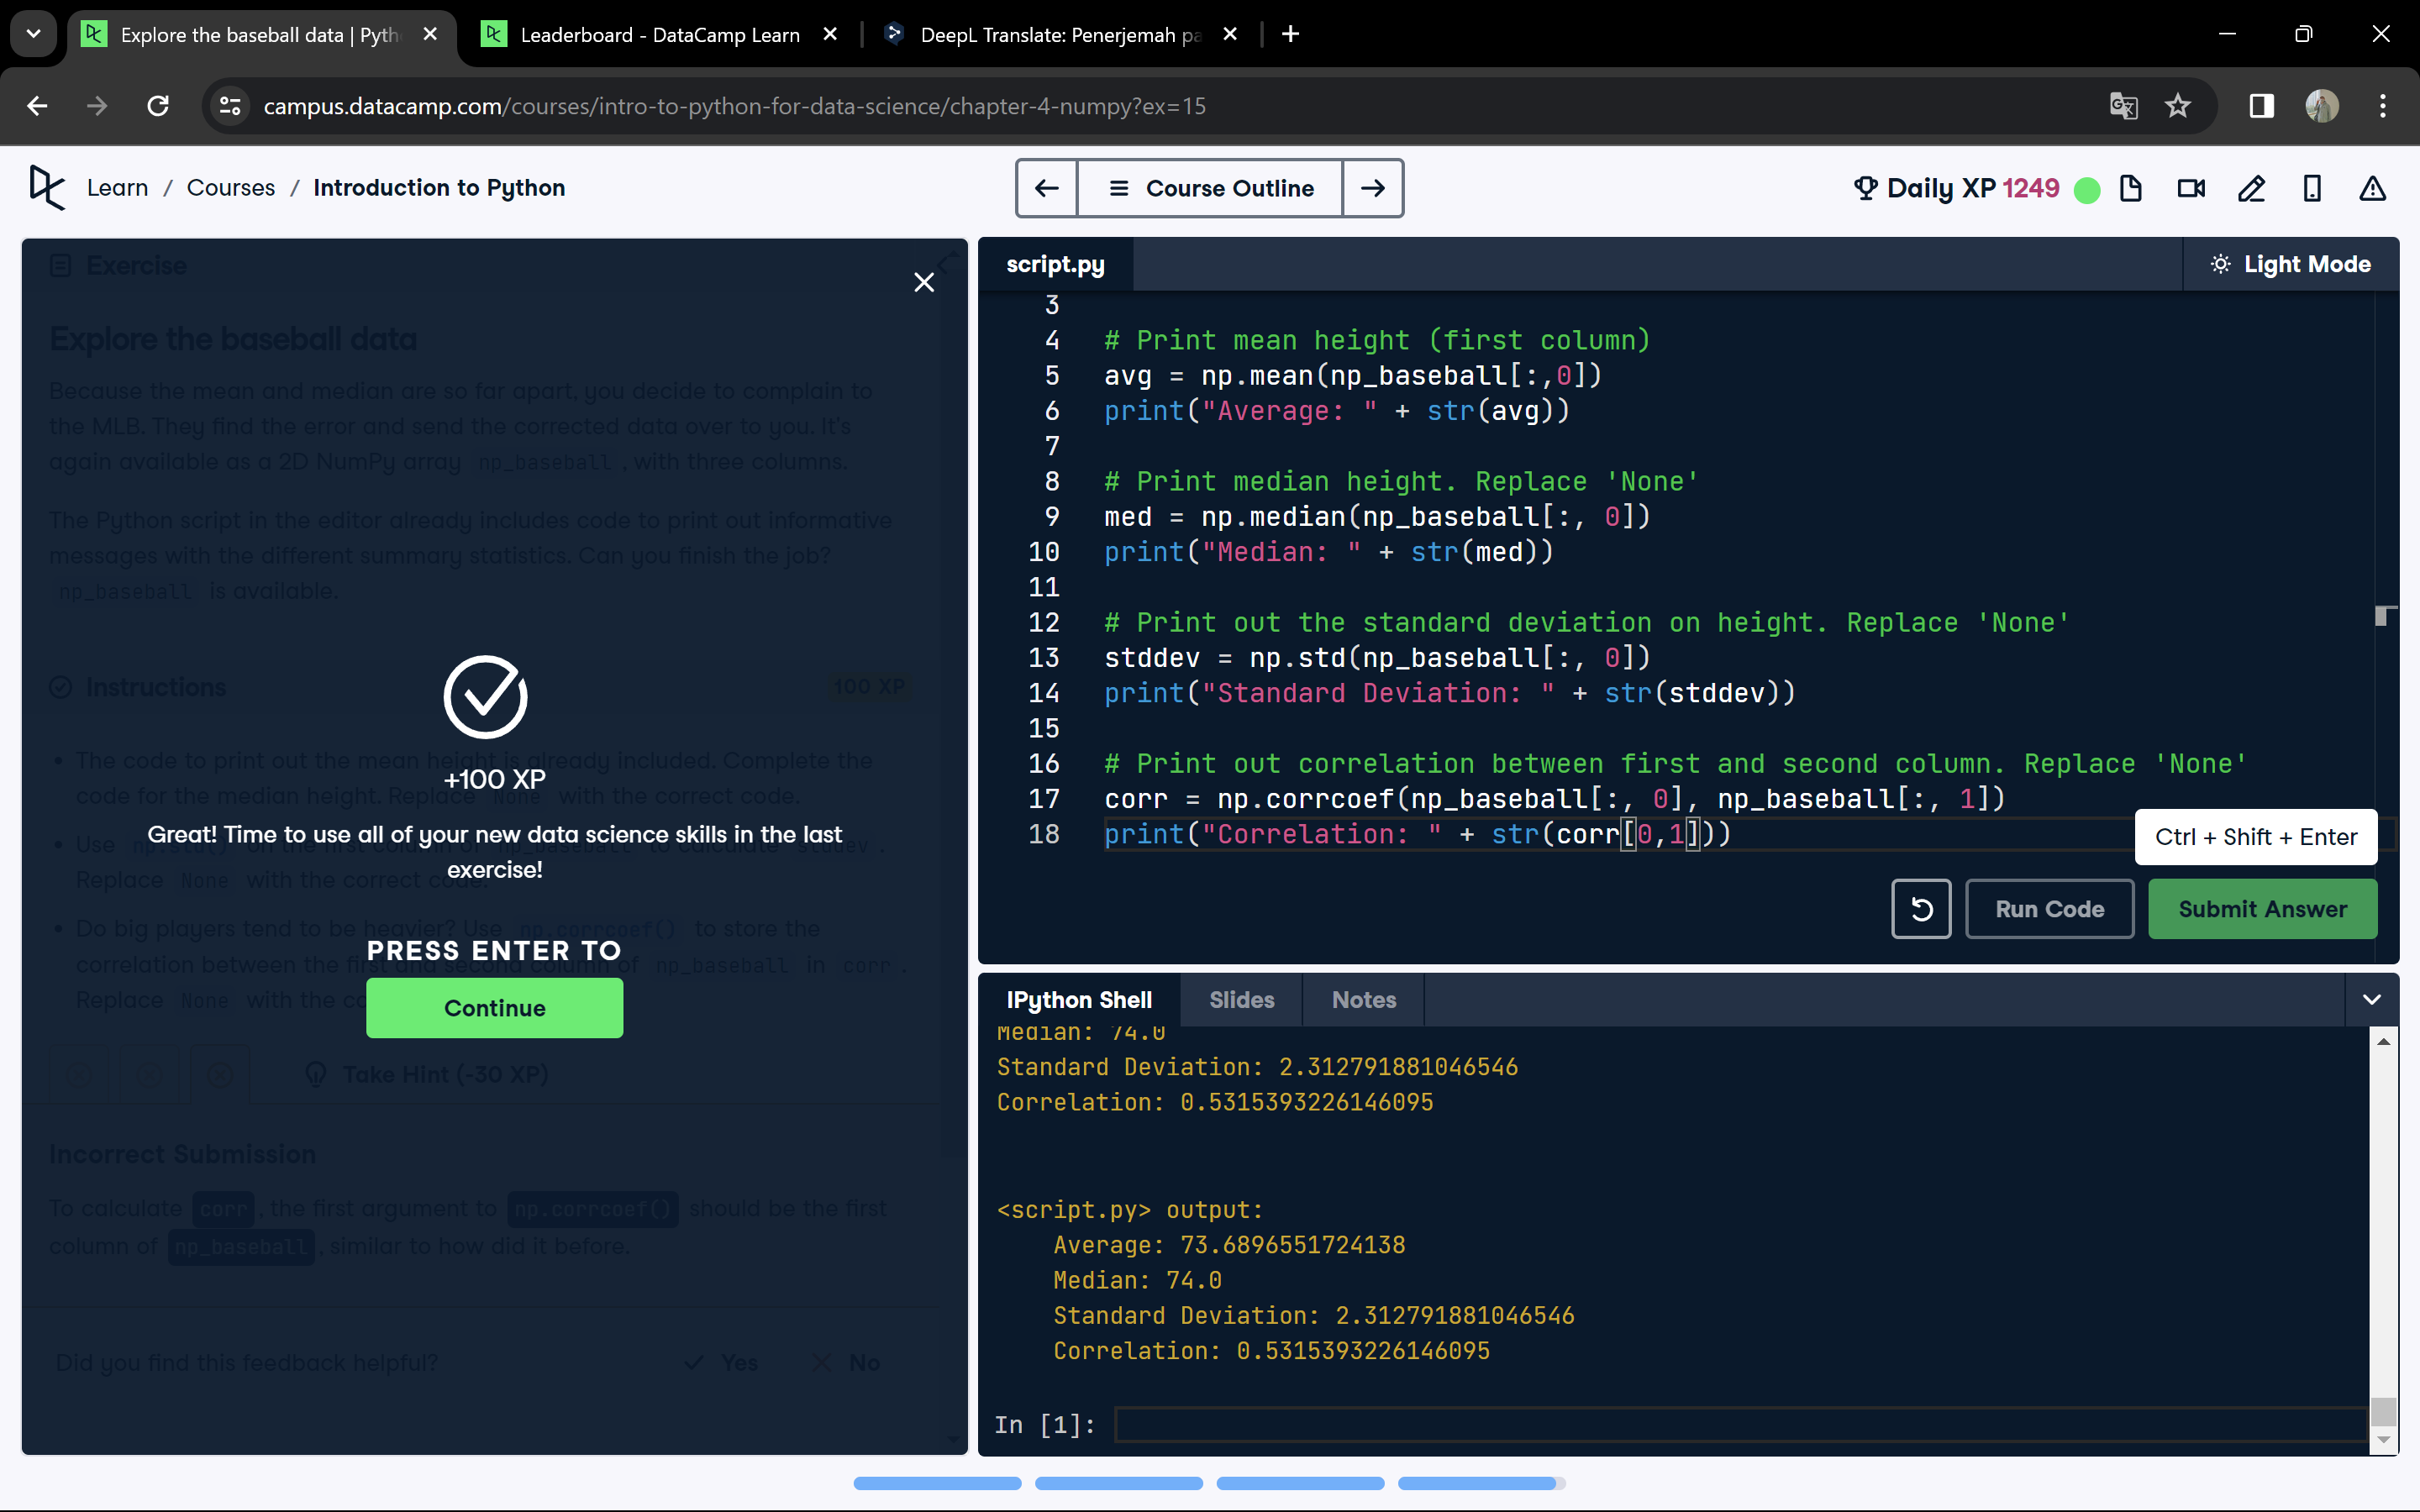 Explore the baseball data | Pyth
Leaderboard - DataCamp Learn
DeepL Translate: Penerjemah pa
campus.datacamp.com/courses/intro-to-python-for-data-science/chapter-4-numpy?ex=15
Learn / Courses / Introduction to Python
Course Outline
Daily XP 1249
Exercise
Explore the baseball data
Because the mean and median are so far apart, you decide to complain to
the MLB. They find the error and send the corrected data over to you. It's
again available as a 2D NumPy array np_baseball, with three columns.
The Python script in the editor already includes code to print out informative
messages with the different summary statistics. Can you finish the job?
np_baseball is available.
Instructions
100 XP
• The code to print out the mean height is already included. Complete the
code for the median height. Replace None with the correct code.
• Use np.std() on the first column of np_baseball to calculate stddev.
Replace None with the correct code.
• Do big players tend to be heavier? Use np.corrcoef() to store the
correlation between the first and second column of np_baseball in corr.
Replace None with the co
+100 XP
Great! Time to use all of your new data science skills in the last
exercise!
PRESS ENTER TO
Continue
Take Hint (-30 XP)
Incorrect Submission
To calculate corr, the first argument to np.corrcoef() should be the first
column of np_baseball, similar to how did it before.
Did you find this feedback helpful?
Yes
No
script.py
Light Mode
3
4 # Print mean height (first column)
5 avg = np.mean(np_baseball[:,0])
6 print("Average: " + str(avg))
7
8 # Print median height. Replace 'None'
9 med = np.median(np_baseball[:, 0])
10 print("Median: " + str(med))
11
12 # Print out the standard deviation on height. Replace 'None'
13 stddev = np.std(np_baseball[:, 0])
14 print("Standard Deviation: " + str(stddev))
15
16 # Print out correlation between first and second column. Replace 'None'
17 corr = np.corrcoef(np_baseball[:, 0], np_baseball[:, 1])
18 print("Correlation: " + str(corr[0,1]))
Ctrl + Shift + Enter
Run Code
Submit Answer
IPython Shell
Slides
Notes
Median: 74.0
Standard Deviation: 2.312791881046546
Correlation: 0.5315393226146095
<script.py> output:
Average: 73.6896551724138
Median: 74.0
Standard Deviation: 2.312791881046546
Correlation: 0.5315393226146095
In [1]: